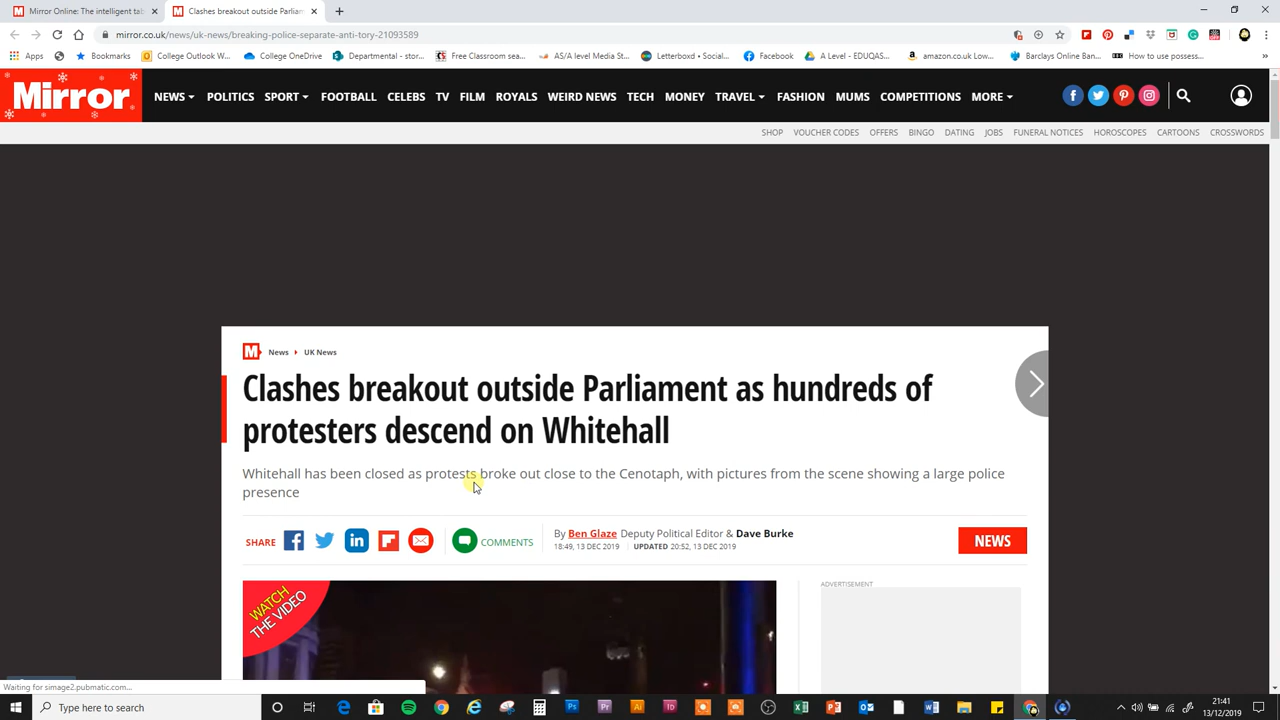 Mirror Online: The intelligent tab
Clashes breakout outside Parliam
mirror.co.uk/news/uk-news/breaking-police-separate-anti-tory-21093589
Apps
Bookmarks
College Outlook W...
College OneDrive
Departmental - stor...
Free Classroom sea...
AS/A level Media St...
Letterboxd • Social...
Facebook
A Level - EDUQAS...
amazon.co.uk Low...
Barclays Online Ban...
How to use possess...
Mirror
NEWS
POLITICS
SPORT
FOOTBALL
CELEBS
TV
FILM
ROYALS
WEIRD NEWS
TECH
MONEY
TRAVEL
FASHION
MUMS
COMPETITIONS
MORE
SHOP
VOUCHER CODES
OFFERS
BINGO
DATING
JOBS
FUNERAL NOTICES
HOROSCOPES
CARTOONS
CROSSWORDS
M
News
UK News
Clashes breakout outside Parliament as hundreds of
protesters descend on Whitehall
Whitehall has been closed as protests broke out close to the Cenotaph, with pictures from the scene showing a large police
presence
SHARE
COMMENTS
By Ben Glaze Deputy Political Editor & Dave Burke
18:49, 13 DEC 2019 UPDATED 20:52, 13 DEC 2019
NEWS
WATCH
THE VIDEO
ADVERTISEMENT
Waiting for simage2.pubmatic.com...
Type here to search
21:41
13/12/2019